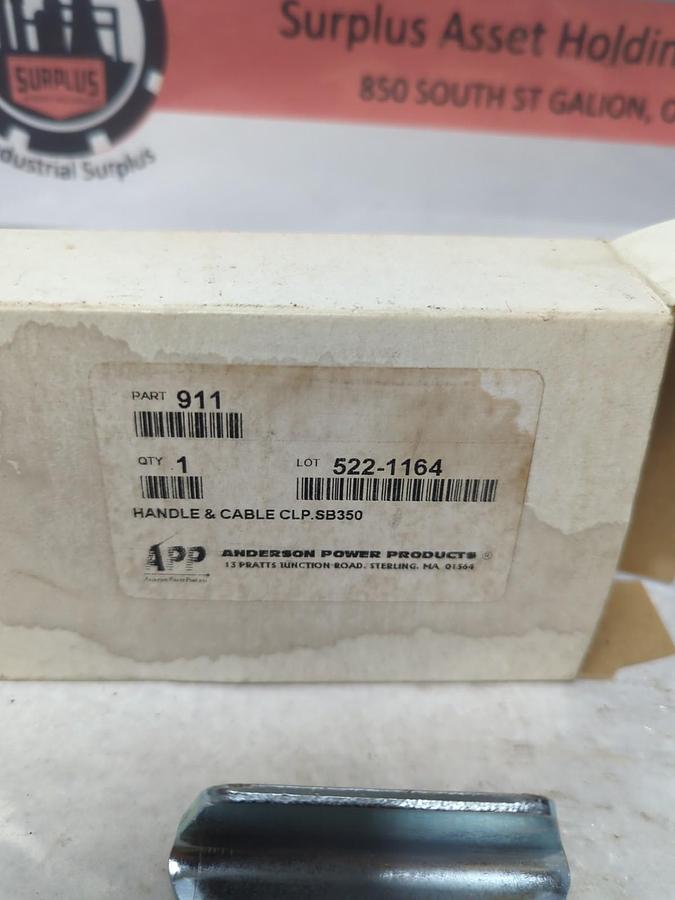 Surplus Asset Holdin
850 SOUTH ST GALION, O
SURPLUS
dustrial Surplus
PART 911
QTY 1 LOT 522-1164
HANDLE & CABLE CLP.SB350
APP ANDERSON POWER PRODUCTS ®
13 PRATTS JUNCTION ROAD. STERLING. MA 01564